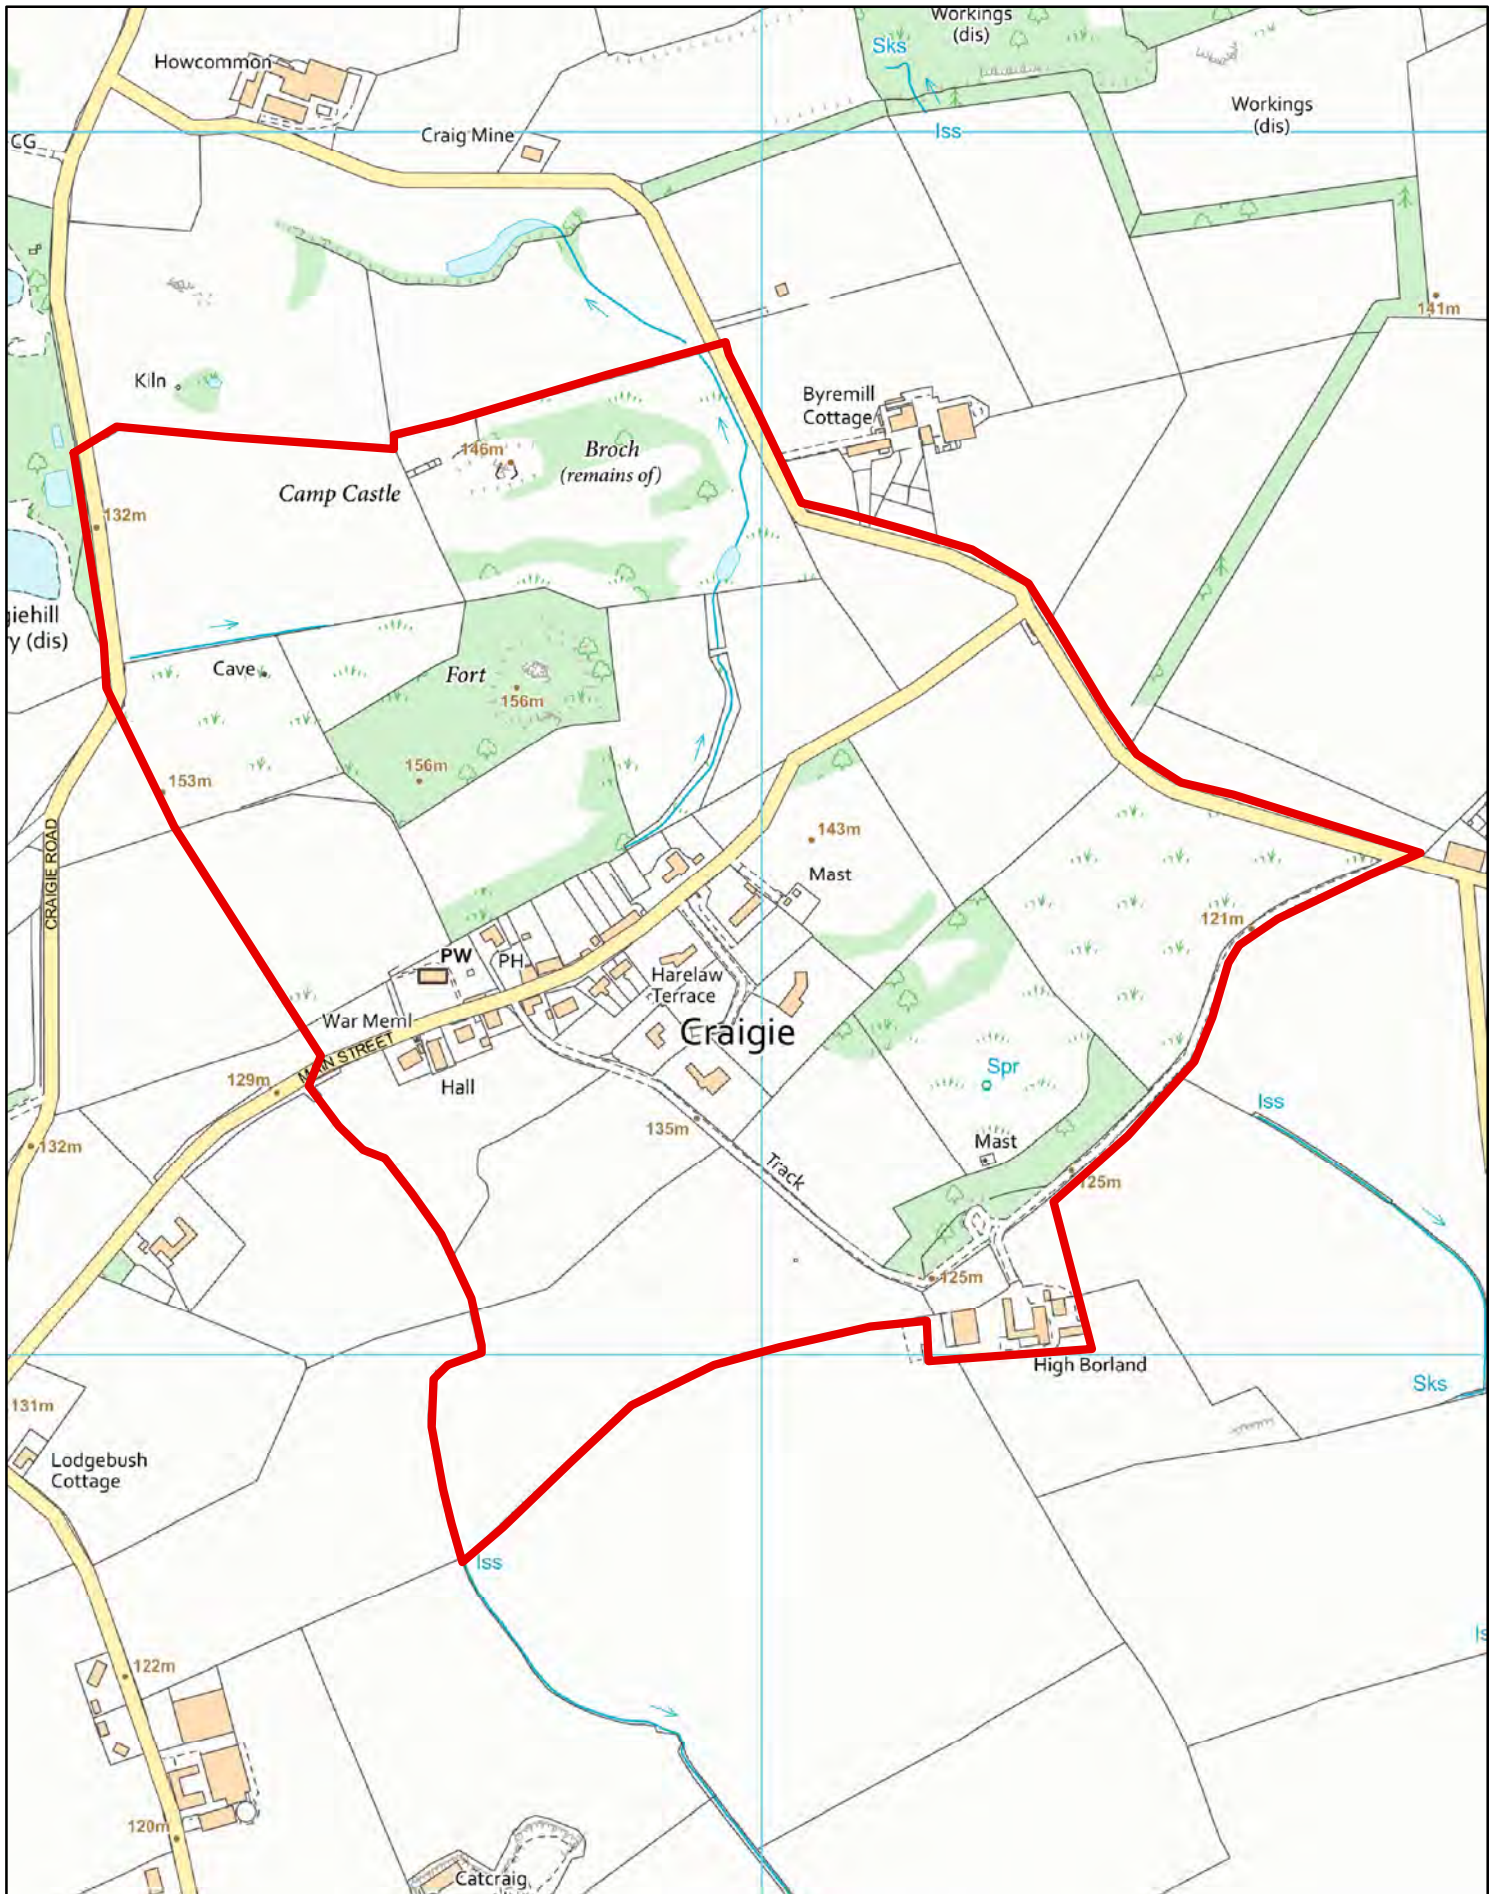 Workings
(dis)
Sks
Howcommon
Workings
(dis)
Iss
Craig Mine
CG
141m
Kiln
Byremill
Cottage
146m
Broch
(remains of)
Camp Castle
132m
giehill
y (dis)
Cave
Fort
156m
156m
153m
143m
CRAIGIE ROAD
Mast
121m
PW
PH
Harelaw
Terrace
War Meml
Craigie
MAIN STREET
129m
Hall
Spr
Iss
135m
132m
Mast
Track
125m
125m
High Borland
Sks
131m
Lodgebush
Cottage
Iss
Is
122m
120m
Catcraig